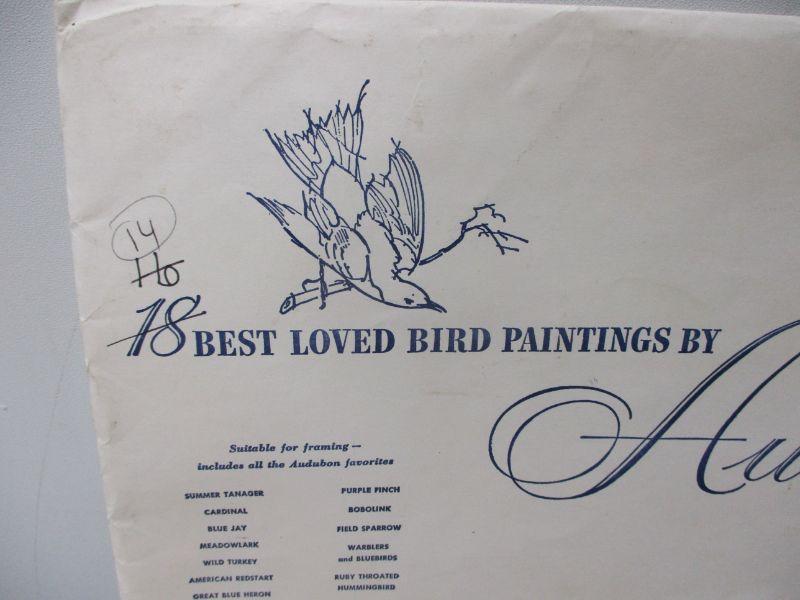 14
16
18 BEST LOVED BIRD PAINTINGS BY
Au
Suitable for framing—
includes all the Audubon favorites
SUMMER TANAGER
CARDINAL
BLUE JAY
MEADOWLARK
WILD TURKEY
AMERICAN REDSTART
GREAT BLUE HERON
PURPLE FINCH
BOBOLINK
FIELD SPARROW
WARBLERS
and BLUEBIRDS
RUBY THROATED
HUMMINGBIRD